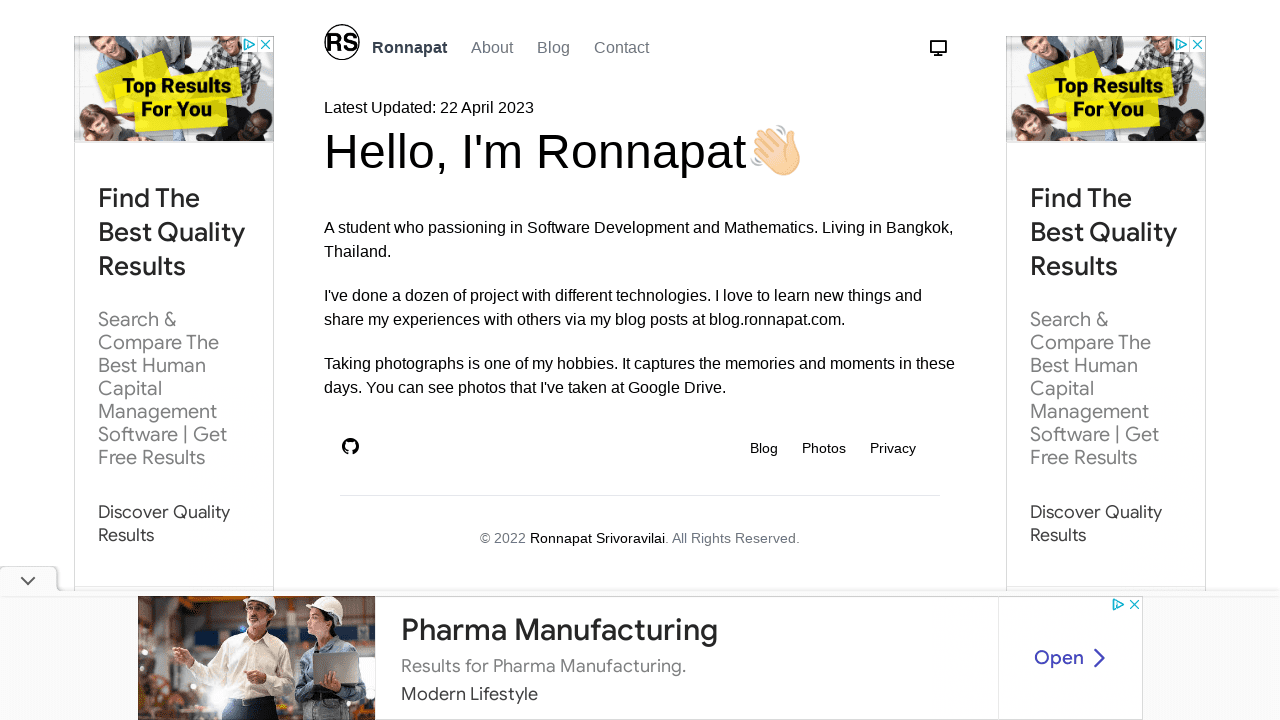 RS
Ronnapat About Blog Contact
Latest Updated: 22 April 2023
Hello, I'm Ronnapat👋🏼
A student who passioning in Software Development and Mathematics. Living in Bangkok,
Thailand.
I've done a dozen of project with different technologies. I love to learn new things and
share my experiences with others via my blog posts at blog.ronnapat.com.
Taking photographs is one of my hobbies. It captures the memories and moments in these
days. You can see photos that I've taken at Google Drive.
Blog Photos Privacy
© 2022 Ronnapat Srivoravilai. All Rights Reserved.
Top Results
For You
Find The
Best Quality
Results
Search &
Compare The
Best Human
Capital
Management
Software | Get
Free Results
Discover Quality
Results
Top Results
For You
Find The
Best Quality
Results
Search &
Compare The
Best Human
Capital
Management
Software | Get
Free Results
Discover Quality
Results
Pharma Manufacturing
Results for Pharma Manufacturing.
Modern Lifestyle
Open